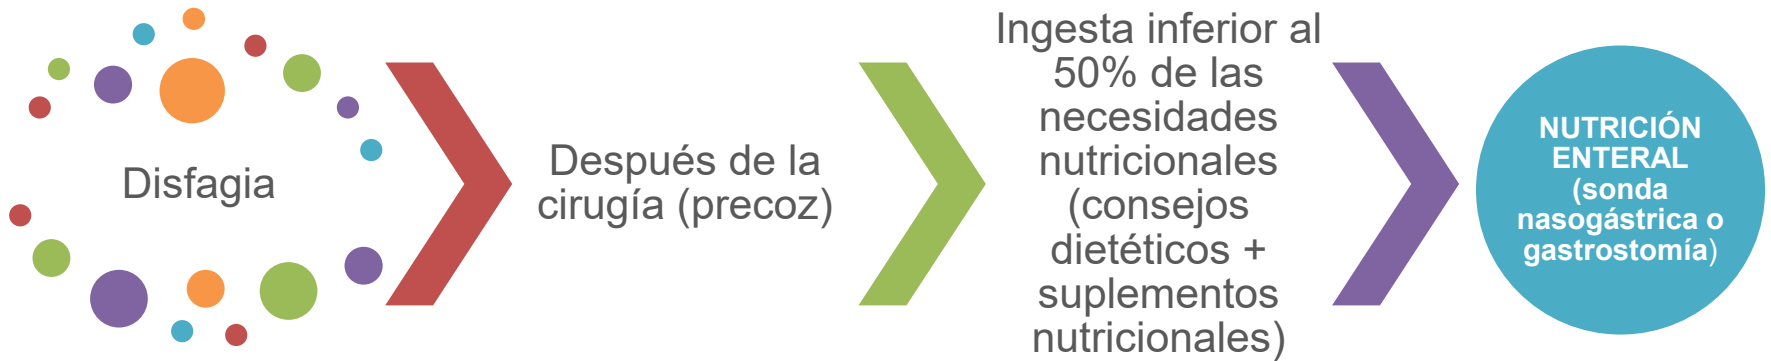 Disfagia
Después de la
cirugía (precoz)
Ingesta inferior al
50% de las
necesidades
nutricionales
(consejos
dietéticos +
suplementos
nutricionales)
NUTRICIÓN
ENTERAL
(sonda
nasogástrica o
gastrostomía)